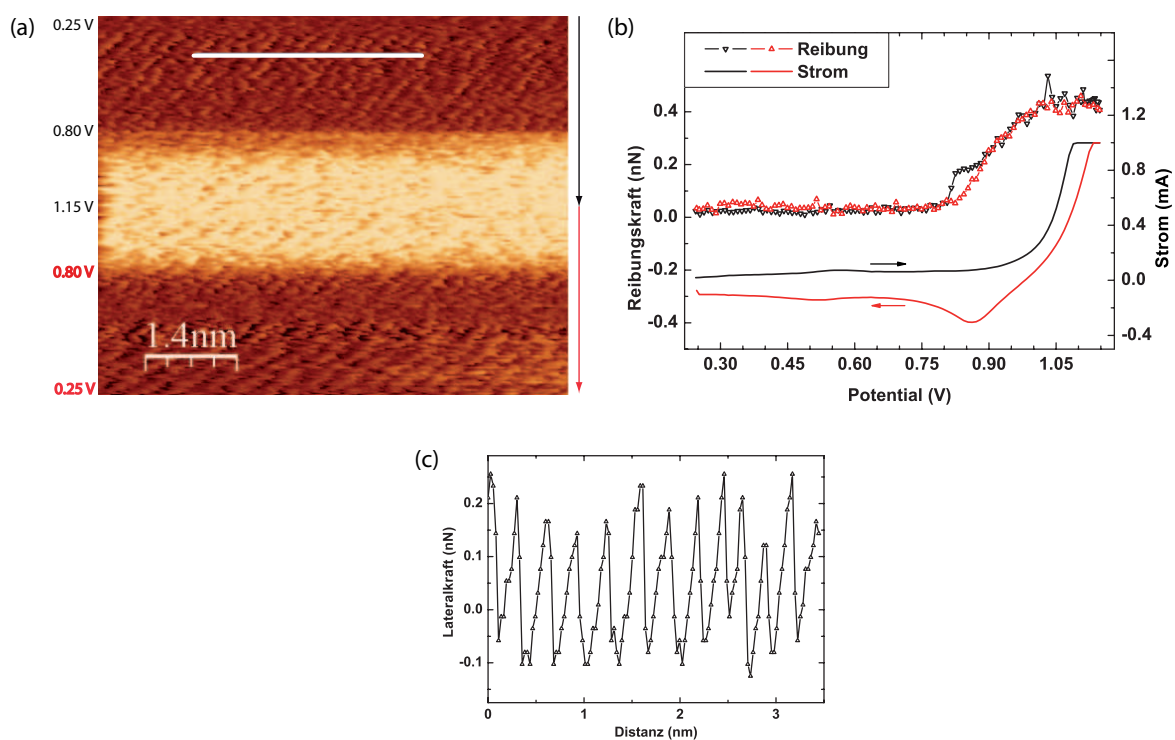 (a)
0.25 V
0.80 V
1.15 V
0.80 V
0.25 V
1.4nm
(b)
Reibung
Strom
Reibungskraft (nN)
0.4
0.2
0.0
-0.2
-0.4
Strom (mA)
1.2
0.8
0.4
0.0
-0.4
0.30 0.45 0.60 0.75 0.90 1.05
Potential (V)
(c)
Lateralkraft (nN)
0.2
0.1
0.0
-0.1
0 1 2 3
Distanz (nm)